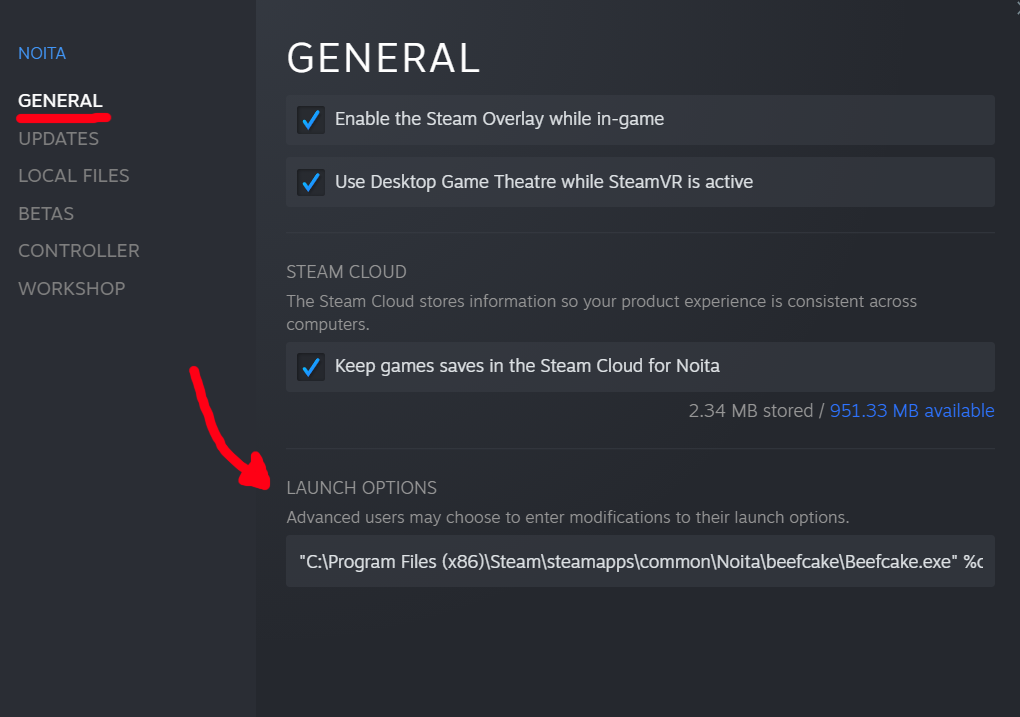 NOITA
GENERAL
UPDATES
LOCAL FILES
BETAS
CONTROLLER
WORKSHOP
GENERAL
Enable the Steam Overlay while in-game
Use Desktop Game Theatre while SteamVR is active
STEAM CLOUD
The Steam Cloud stores information so your product experience is consistent across
computers.
Keep games saves in the Steam Cloud for Noita
2.34 MB stored / 951.33 MB available
LAUNCH OPTIONS
Advanced users may choose to enter modifications to their launch options.
"C:\Program Files (x86)\Steam\steamapps\common\Noita\beefcake\Beefcake.exe" %c